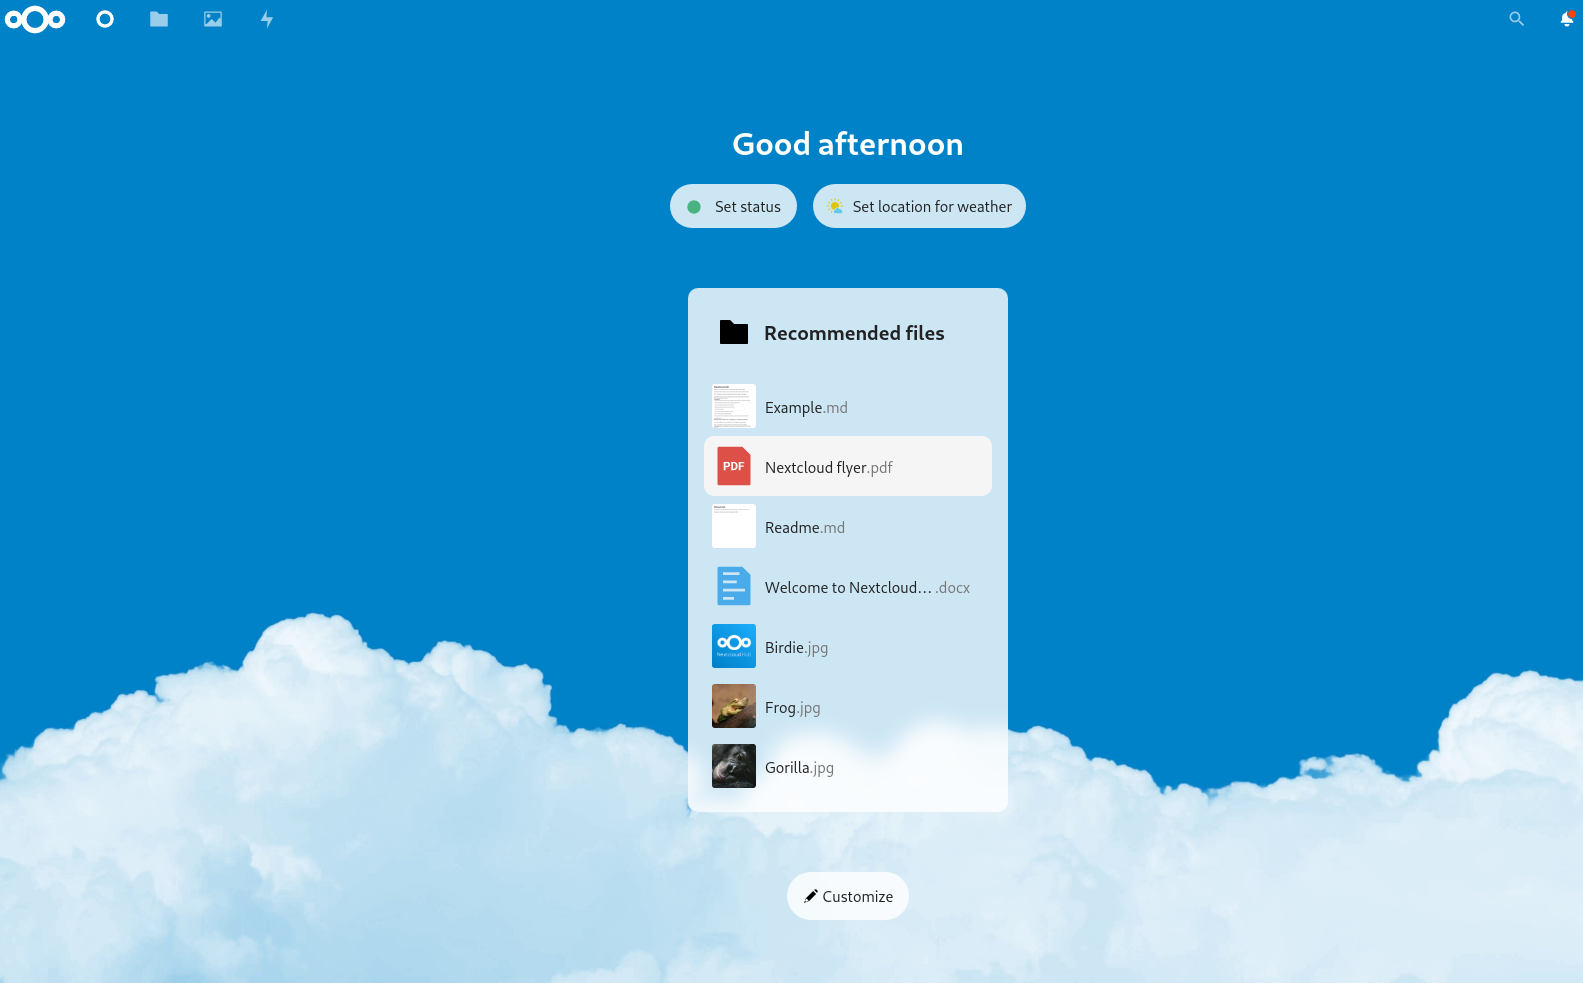 Good afternoon
Set status
Set location for weather
Recommended files
Example.md
PDF
Nextcloud flyer.pdf
Readme.md
Welcome to Nextcloud… .docx
Birdie.jpg
Frog.jpg
Gorilla.jpg
Customize